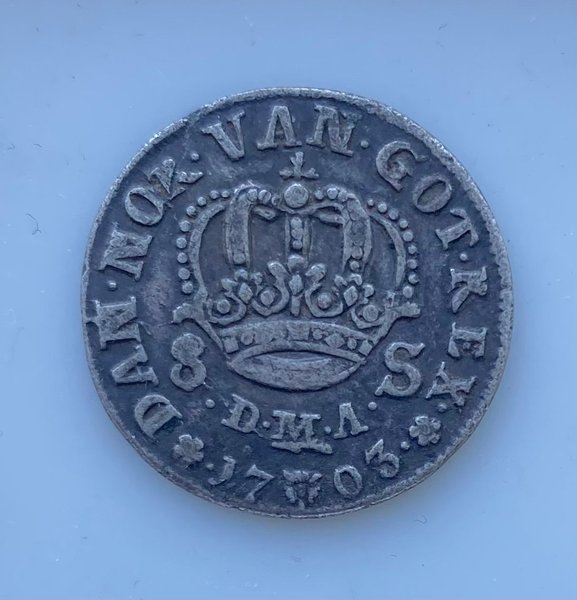 DAN·NOR·VAN·GOT·REX·
8 S
·D·M·A·
·17 03·